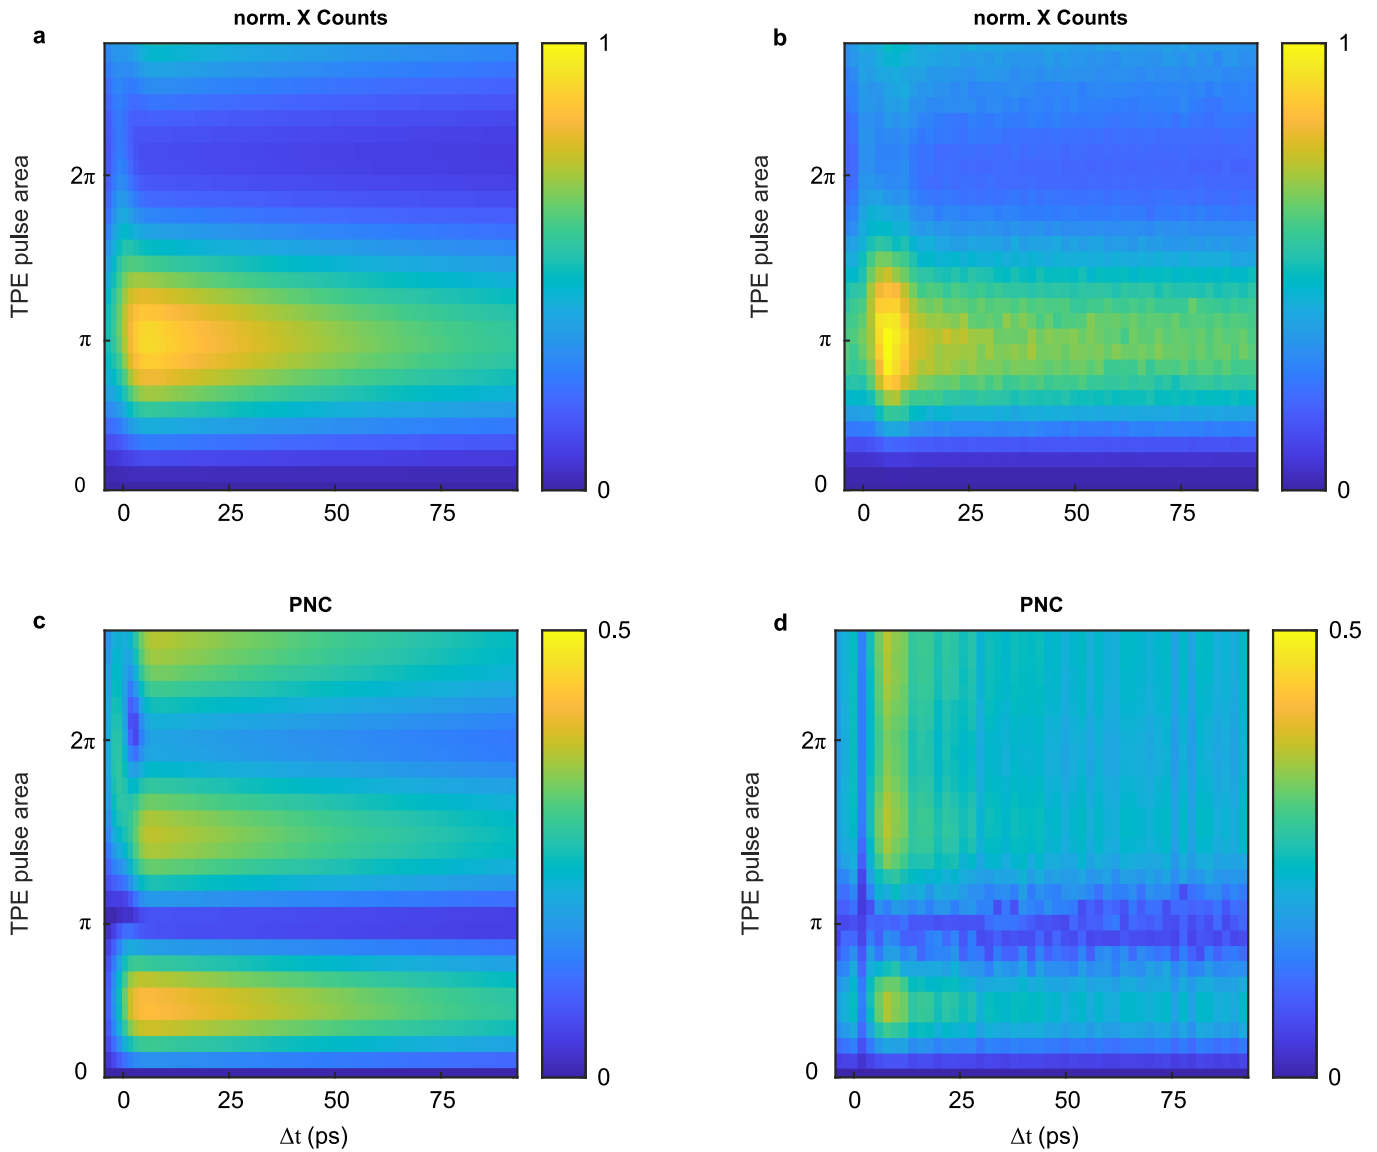 a
norm. X Counts
TPE pulse area
2π
π
0
0
25
50
75
1
0
b
norm. X Counts
TPE pulse area
2π
π
0
0
25
50
75
1
0
c
PNC
TPE pulse area
2π
π
0
0
25
50
75
Δt (ps)
0.5
0
d
PNC
TPE pulse area
2π
π
0
0
25
50
75
Δt (ps)
0.5
0